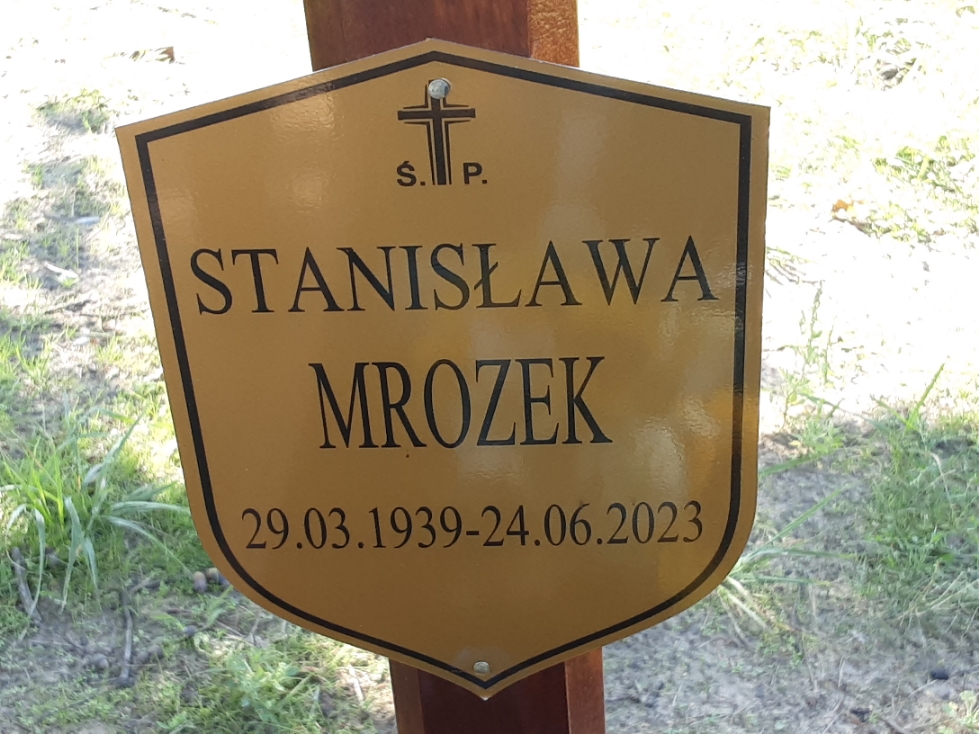 Ś. P.
STANISŁAWA
MROZEK
29.03.1939-24.06.2023